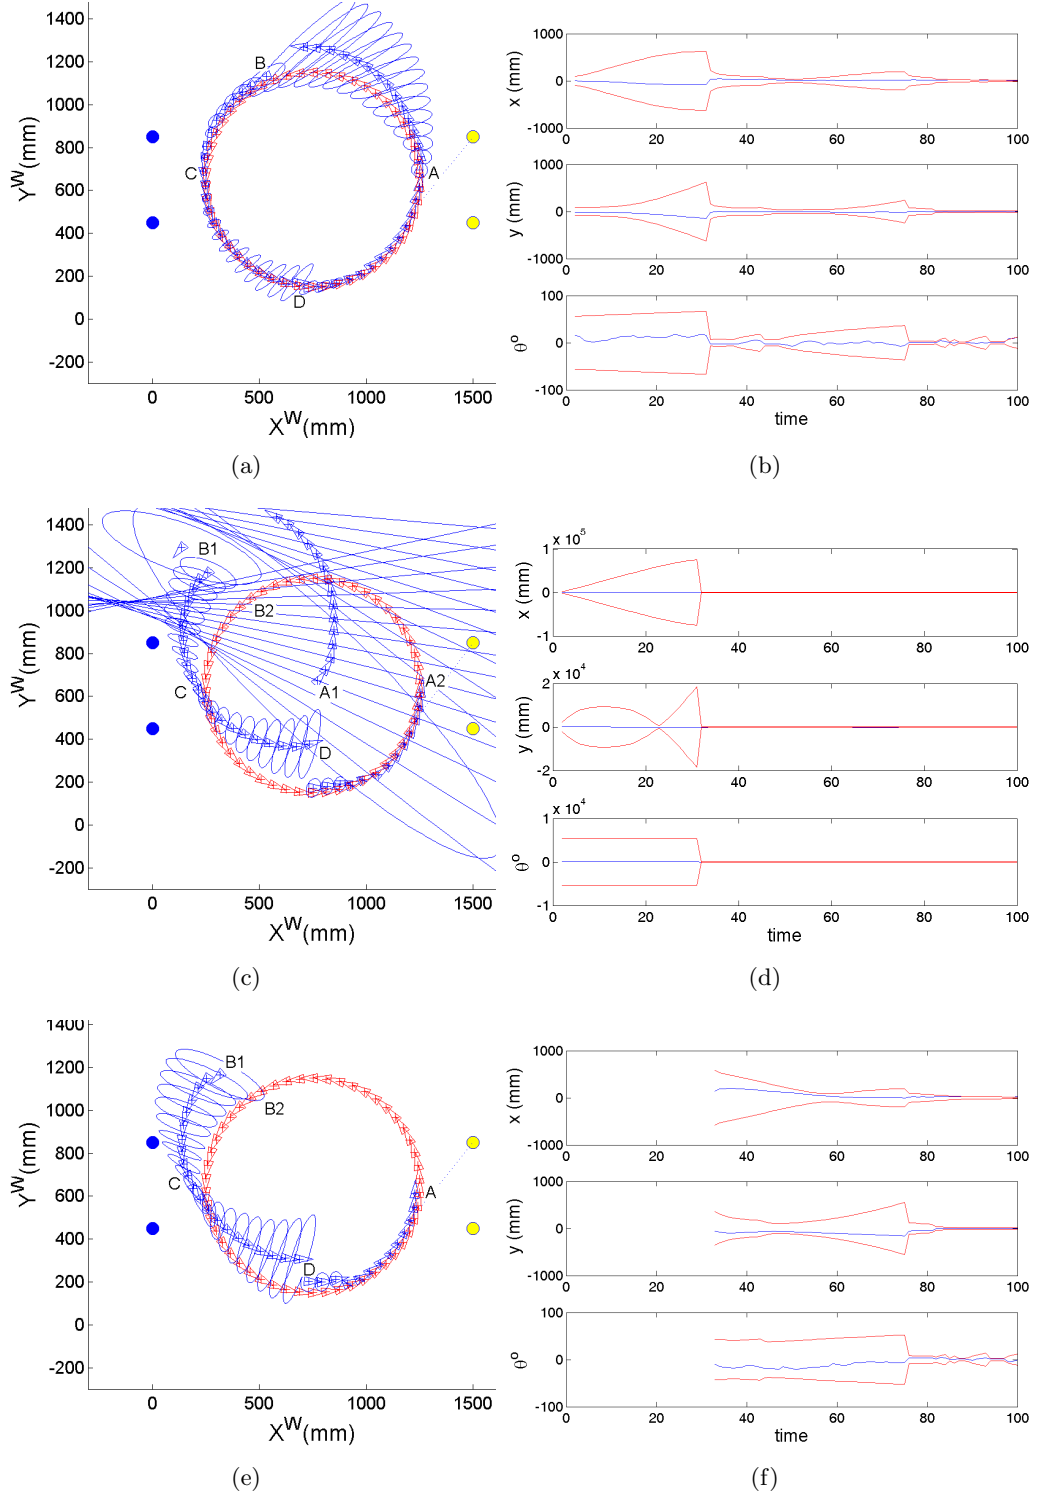 1400
1200
1000
800
600
400
200
0
-200
Y^W(mm)
0
500
1000
1500
X^W(mm)
A
B
C
D
(a)
1000
0
-1000
x (mm)
0
20
40
60
80
100
1000
0
-1000
y (mm)
0
20
40
60
80
100
100
0
-100
θ°
0
20
40
60
80
100
time
(b)
1400
1200
1000
800
600
400
200
0
-200
Y^W(mm)
0
500
1000
1500
X^W(mm)
B1
B2
C
A1
A2
D
(c)
x 10^5
1
0
-1
x (mm)
0
20
40
60
80
100
x 10^4
2
0
-2
y (mm)
0
20
40
60
80
100
x 10^4
1
0
-1
θ°
0
20
40
60
80
100
time
(d)
1400
1200
1000
800
600
400
200
0
-200
Y^W(mm)
0
500
1000
1500
X^W(mm)
B1
B2
C
A
D
(e)
1000
0
-1000
x (mm)
0
20
40
60
80
100
1000
0
-1000
y (mm)
0
20
40
60
80
100
100
0
-100
θ°
0
20
40
60
80
100
time
(f)